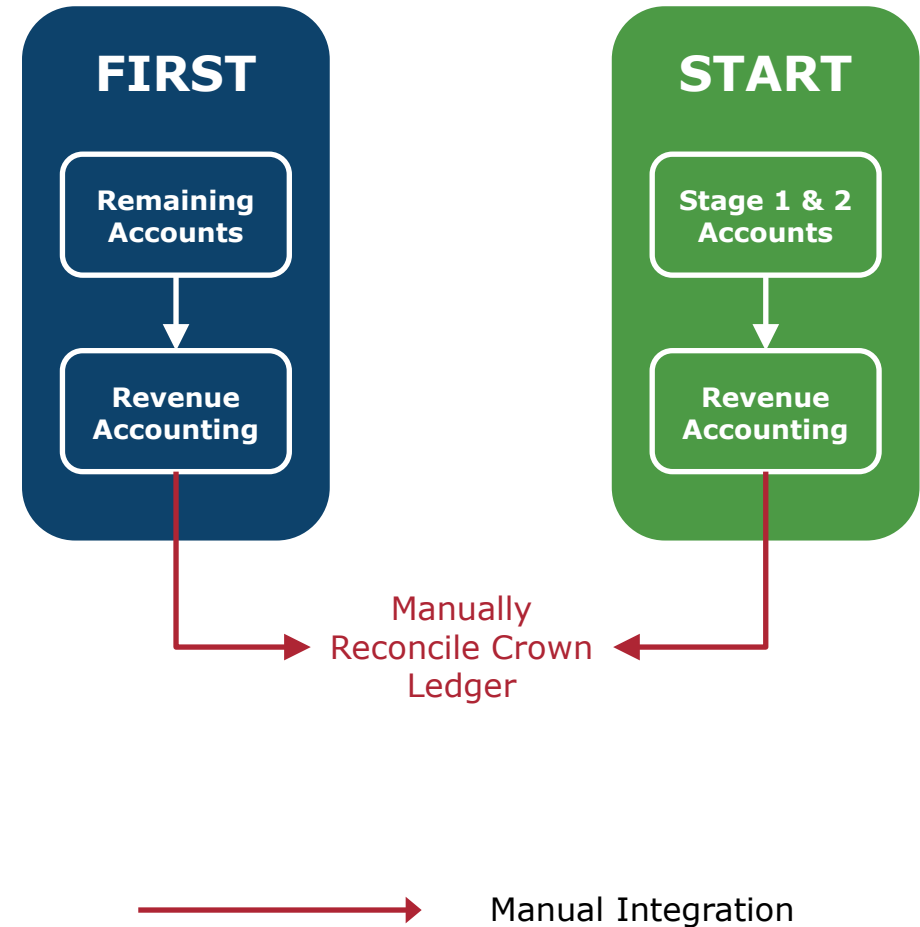 FIRST
Remaining
Accounts
Revenue
Accounting
START
Stage 1 & 2
Accounts
Revenue
Accounting
Manually
Reconcile Crown
Ledger
Manual Integration